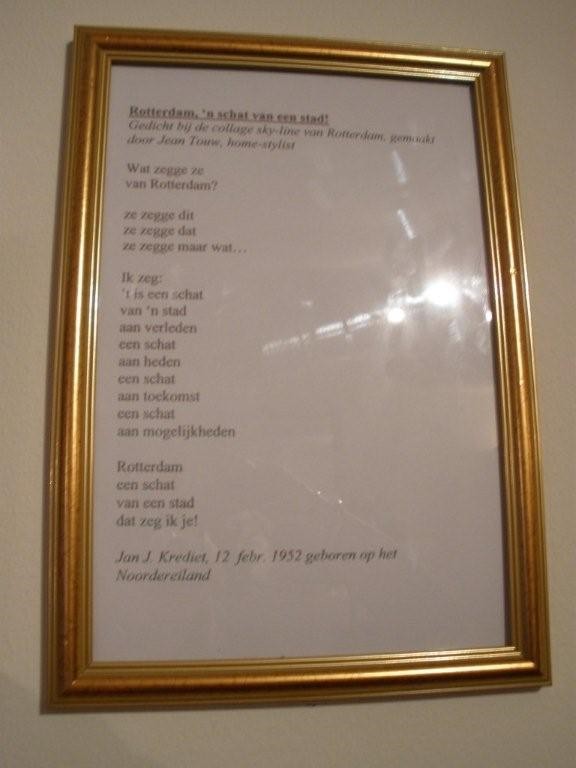 Rotterdam, 'n schat van een stad!
Gedicht bij de collage sky-line van Rotterdam, gemaakt
door Jean Touw, home-stylist
Wat zegge ze
van Rotterdam?
ze zegge dit
ze zegge dat
ze zegge maar wat…
Ik zeg:
't is een schat
van 'n stad
aan verleden
een schat
aan heden
een schat
aan toekomst
een schat
aan mogelijkheden
Rotterdam
een schat
van een stad
dat zeg ik je!
Jan J. Krediet, 12 febr. 1952 geboren op het
Noordereiland